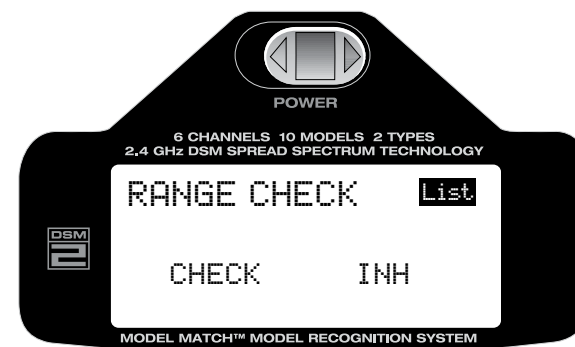 POWER
6 CHANNELS 10 MODELS 2 TYPES
2.4 GHz DSM SPREAD SPECTRUM TECHNOLOGY
RANGE CHECK List
DSM
2
CHECK INH
MODEL MATCH™ MODEL RECOGNITION SYSTEM